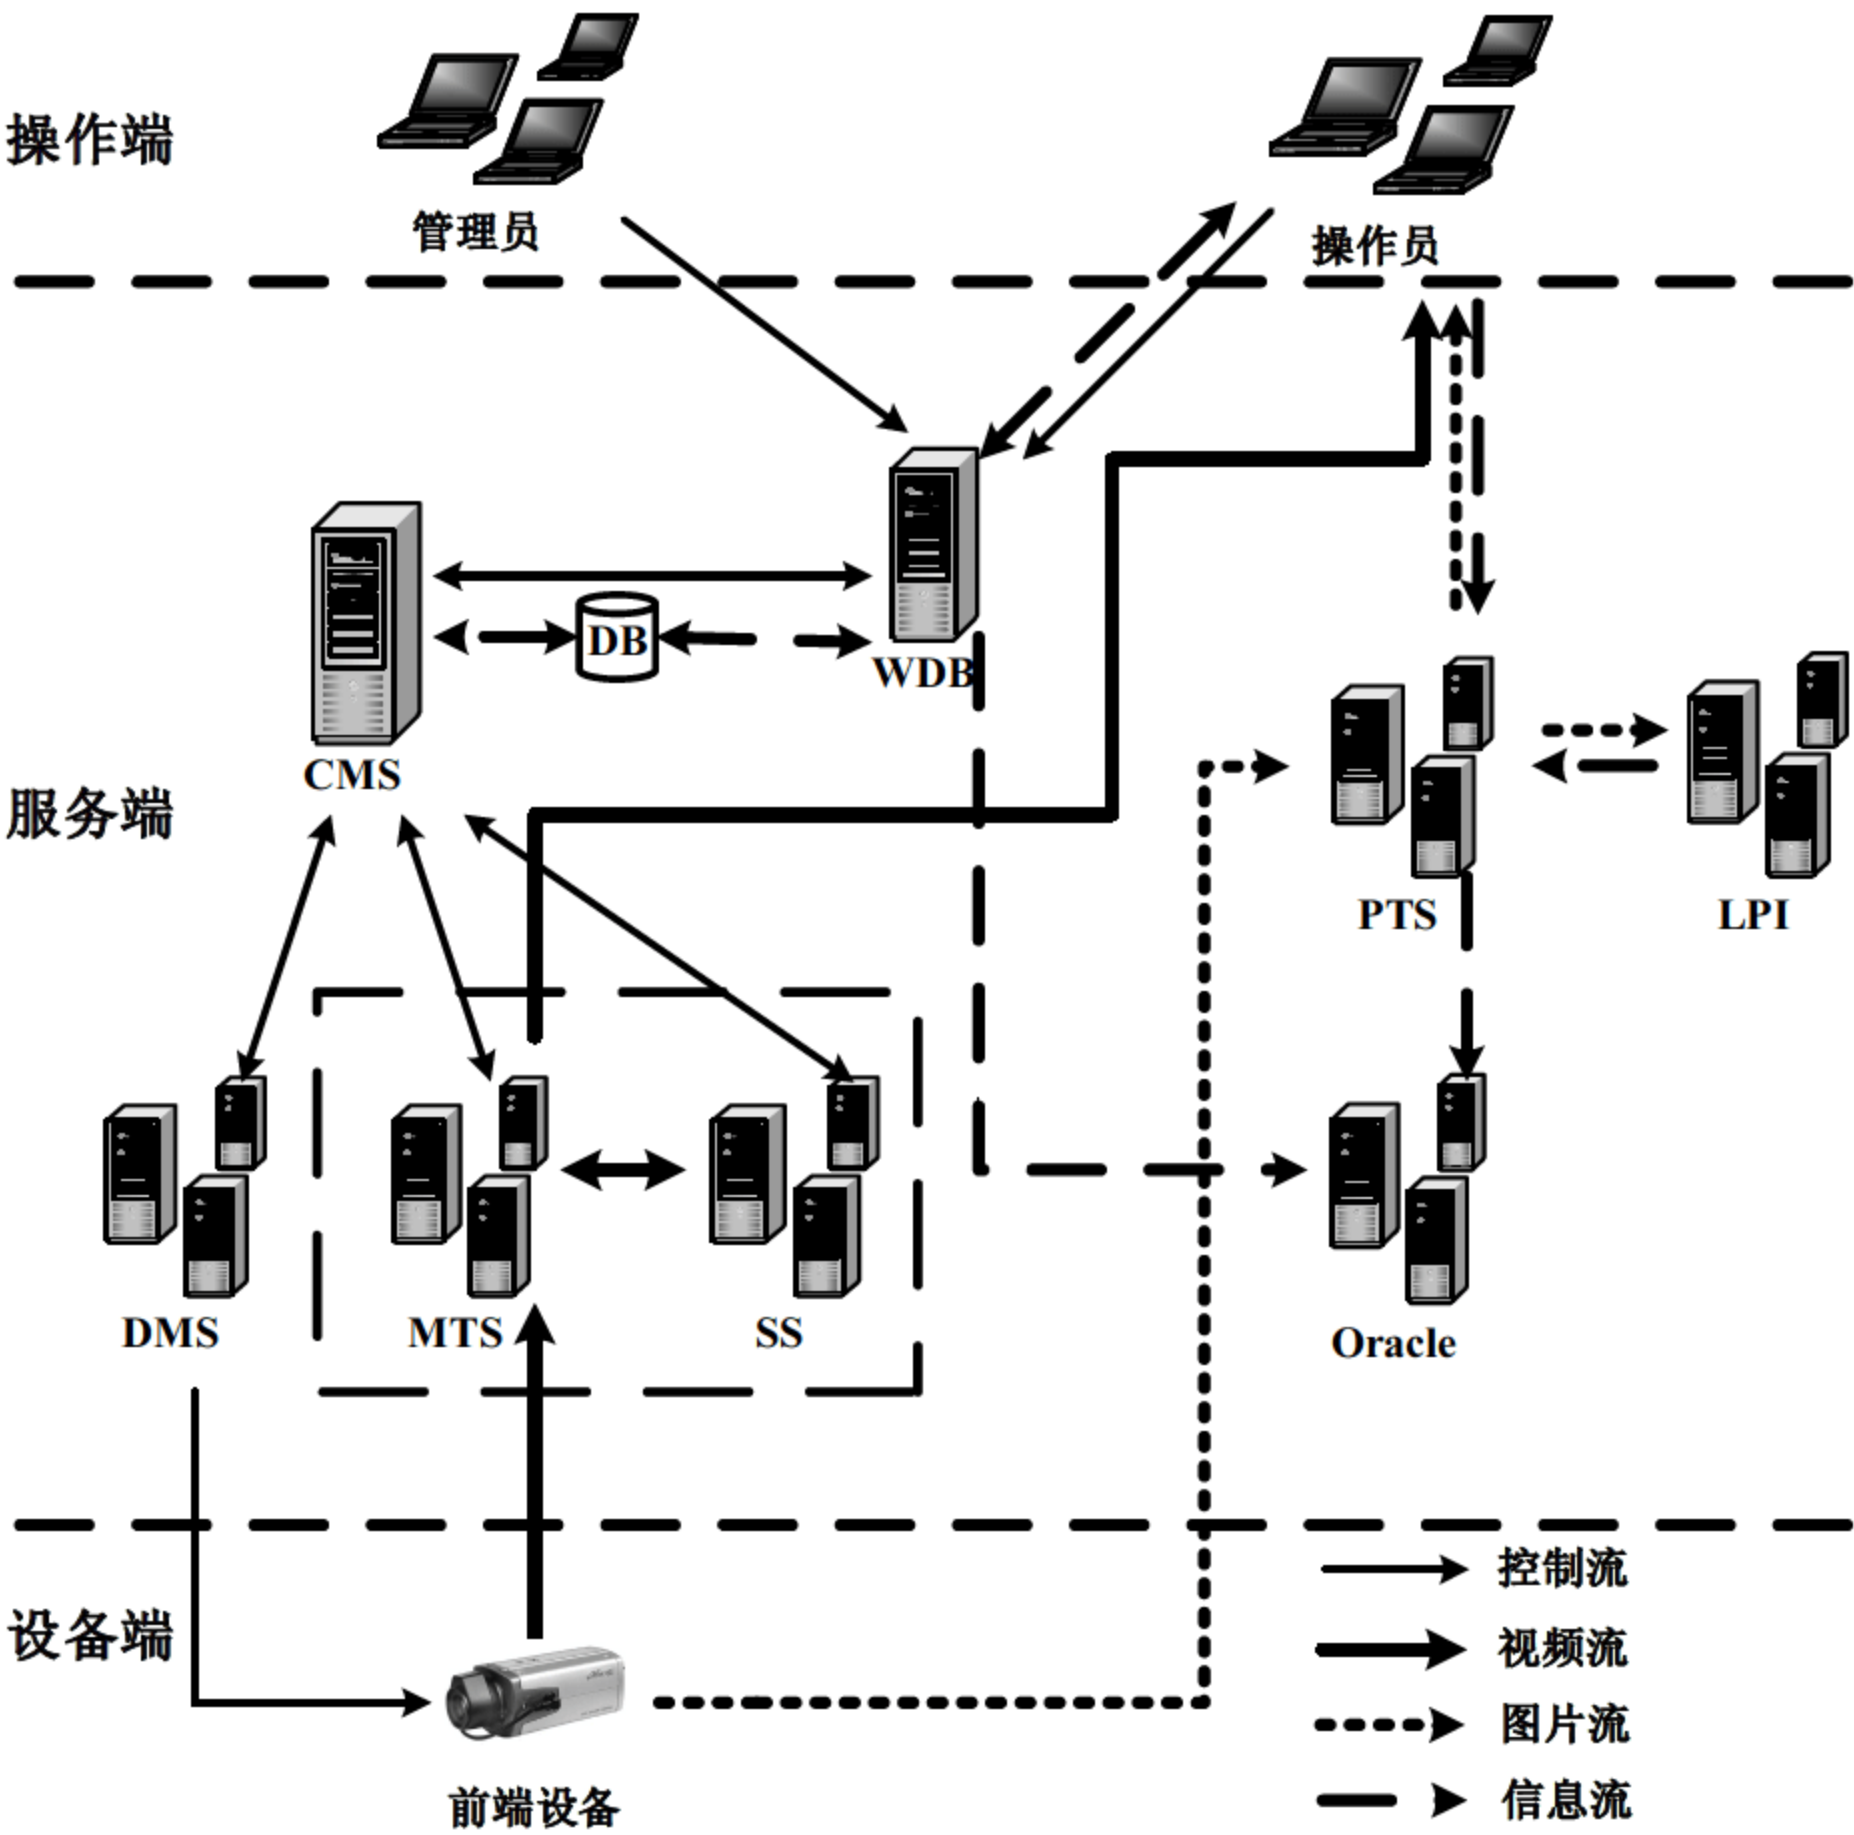 操作端
管理员
操作员
DB
WDB
CMS
服务端
PTS
LPI
DMS
MTS
SS
Oracle
控制流
设备端
视频流
图片流
前端设备
信息流